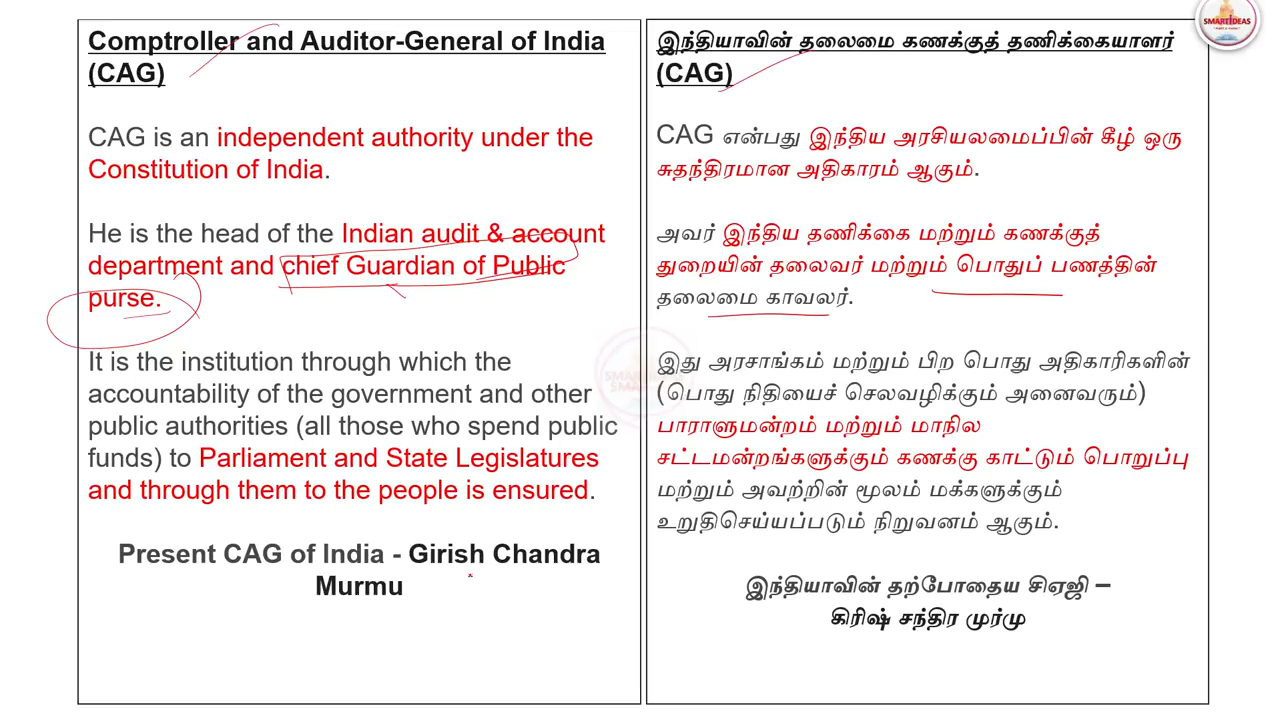 SMART IDEAS
Comptroller and Auditor-General of India
(CAG)
CAG is an independent authority under the
Constitution of India.
He is the head of the Indian audit & account
department and chief Guardian of Public
purse.
It is the institution through which the
accountability of the government and other
public authorities (all those who spend public
funds) to Parliament and State Legislatures
and through them to the people is ensured.
Present CAG of India - Girish Chandra
Murmu
இந்தியாவின் தலைமை கணக்குத் தணிக்கையாளர்
(CAG)
CAG என்பது இந்திய அரசியலமைப்பின் கீழ் ஒரு
சுதந்திரமான அதிகாரம் ஆகும்.
அவர் இந்திய தணிக்கை மற்றும் கணக்குத்
துறையின் தலைவர் மற்றும் பொதுப் பணத்தின்
தலைமை காவலர்.
இது அரசாங்கம் மற்றும் பிற பொது அதிகாரிகளின்
(பொது நிதியைச் செலவழிக்கும் அனைவரும்)
பாராளுமன்றம் மற்றும் மாநில
சட்டமன்றங்களுக்கும் கணக்கு காட்டும் பொறுப்பு
மற்றும் அவற்றின் மூலம் மக்களுக்கும்
உறுதிசெய்யப்படும் நிறுவனம் ஆகும்.
இந்தியாவின் தற்போதைய சிஏஜி –
கிரிஷ் சந்திர முர்மு